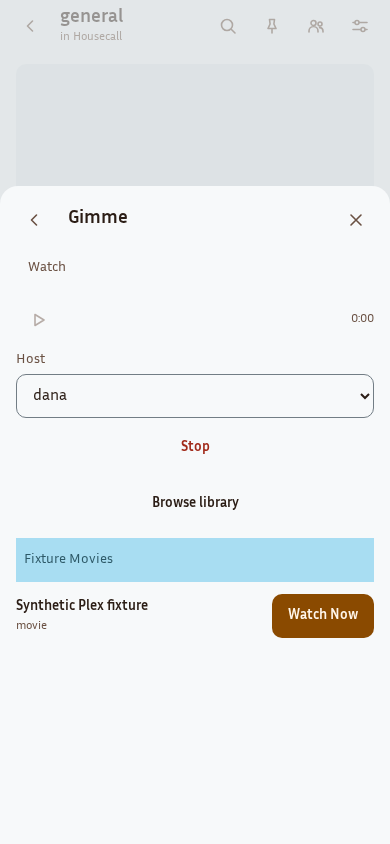 general
in Housecall
Gimme
Watch
0:00
Host
dana
Stop
Browse library
Fixture Movies
Synthetic Plex fixture
movie
Watch Now